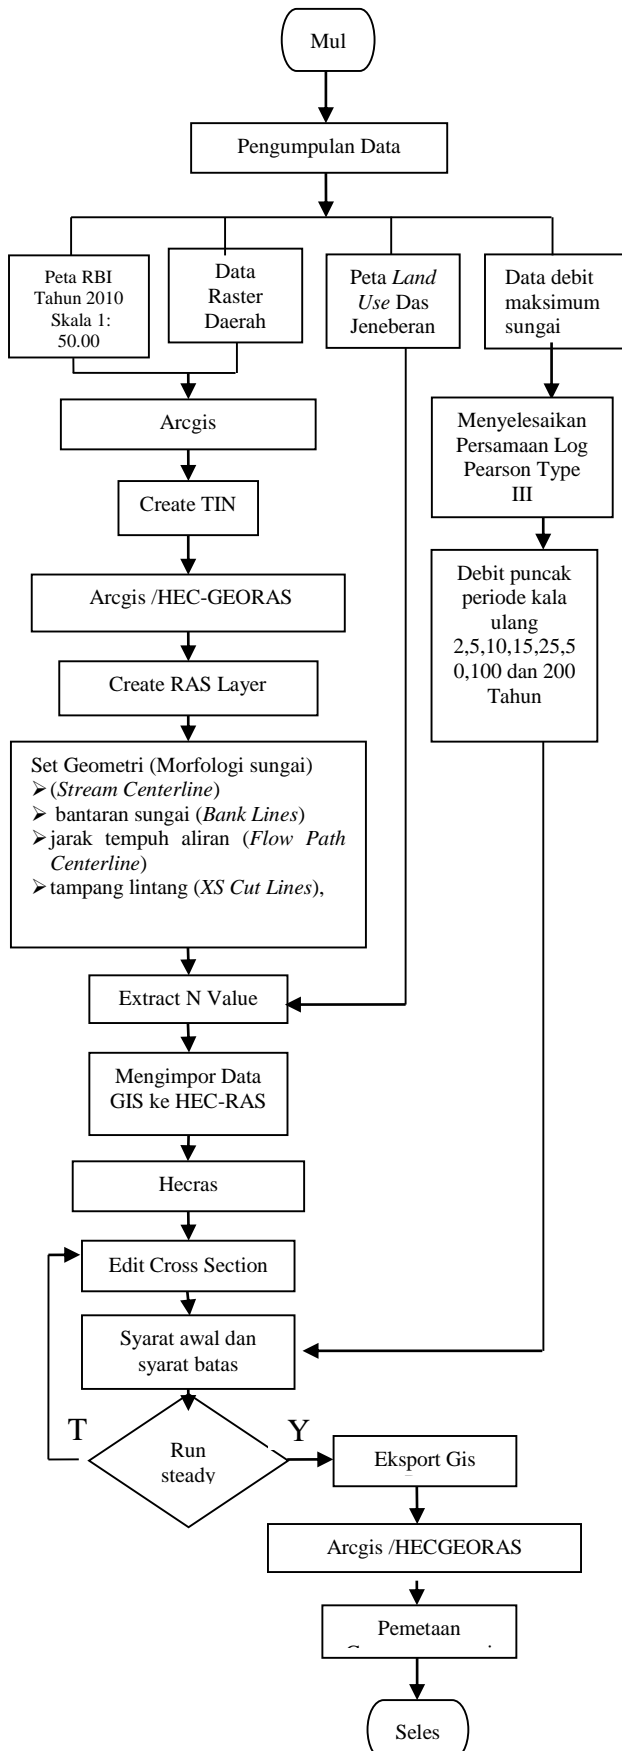 Mul
Pengumpulan Data
Peta RBI
Tahun 2010
Skala 1:
50.00
Data
Raster
Daerah
Peta Land
Use Das
Jeneberan
Data debit
maksimum
sungai
Arcgis
Menyelesaikan
Persamaan Log
Pearson Type
III
Create TIN
Arcgis /HEC-GEORAS
Debit puncak
periode kala
ulang
2,5,10,15,25,5
0,100 dan 200
Tahun
Create RAS Layer
Set Geometri (Morfologi sungai)
➢(Stream Centerline)
➢ bantaran sungai (Bank Lines)
➢jarak tempuh aliran (Flow Path
Centerline)
➢tampang lintang (XS Cut Lines),
Extract N Value
Mengimpor Data
GIS ke HEC-RAS
Hecras
Edit Cross Section
Syarat awal dan
syarat batas
T
Y
Run
steady
Eksport Gis
Arcgis /HECGEORAS
Pemetaan
Seles